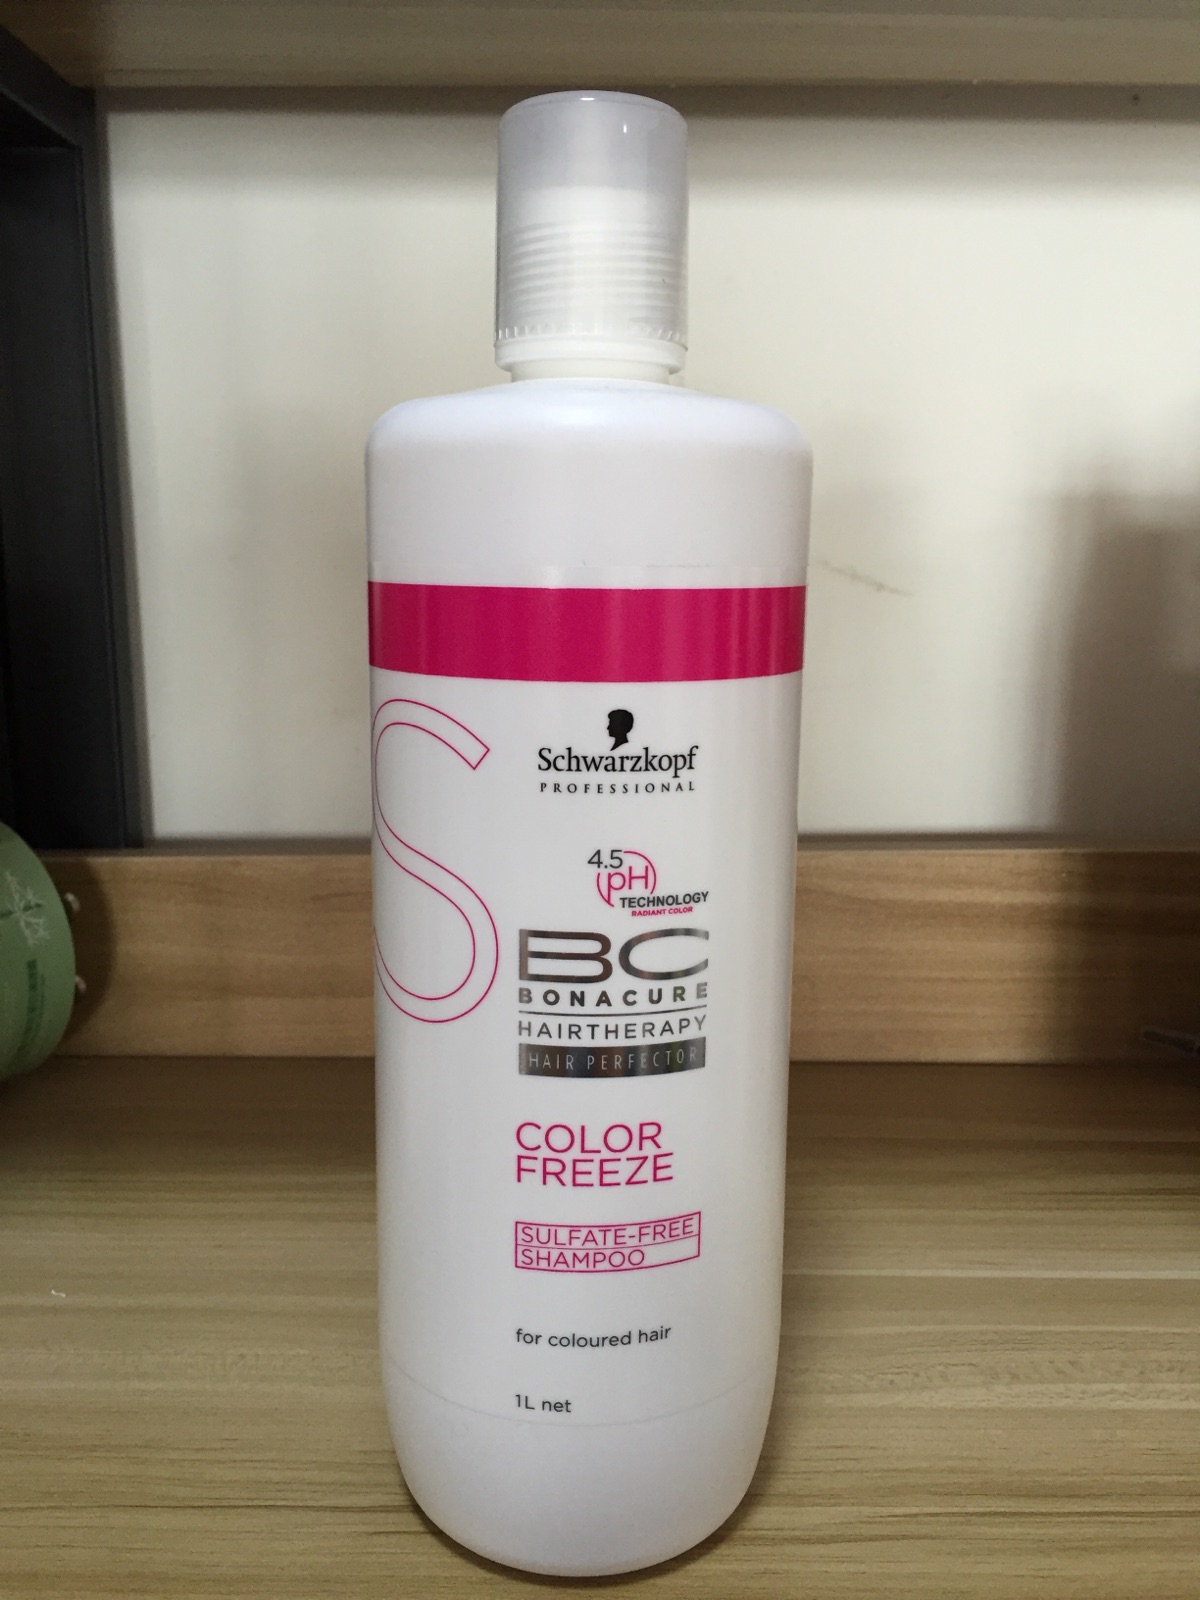 S
Schwarzkopf
PROFESSIONAL
4.5
pH
TECHNOLOGY
RADIANT COLOR
BC
BONACURE
HAIRTHERAPY
HAIR PERFECTOR
COLOR
FREEZE
SULFATE-FREE
SHAMPOO
for coloured hair
1L net